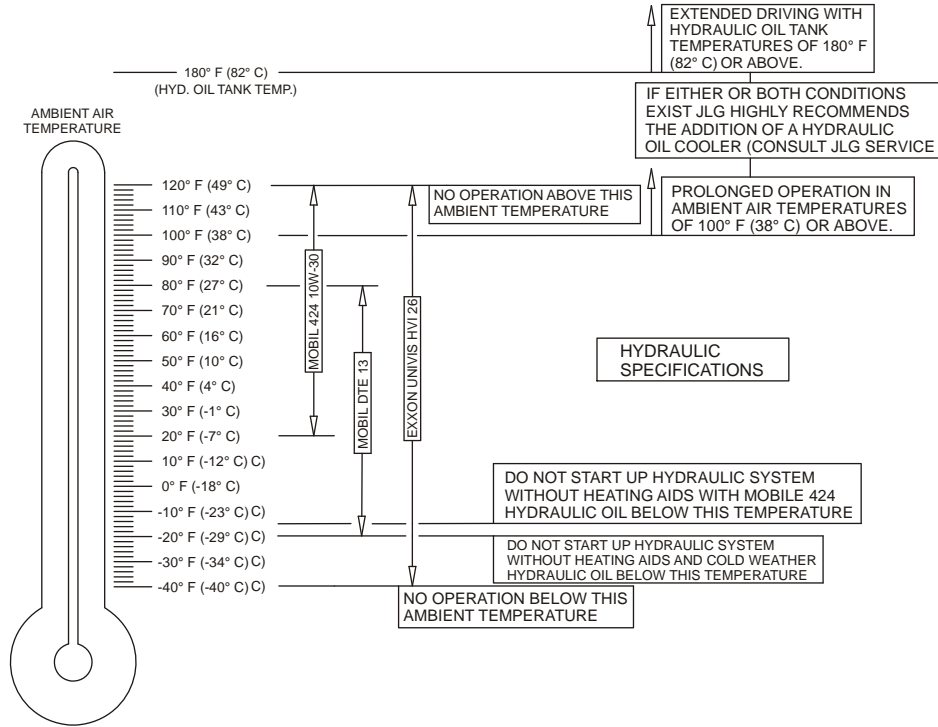 EXTENDED DRIVING WITH
HYDRAULIC OIL TANK
TEMPERATURES OF 180° F
(82° C) OR ABOVE.
180° F (82° C)
(HYD. OIL TANK TEMP.)
IF EITHER OR BOTH CONDITIONS
EXIST JLG HIGHLY RECOMMENDS
THE ADDITION OF A HYDRAULIC
OIL COOLER (CONSULT JLG SERVICE
AMBIENT AIR
TEMPERATURE
120° F (49° C)
110° F (43° C)
100° F (38° C)
90° F (32° C)
80° F (27° C)
70° F (21° C)
60° F (16° C)
50° F (10° C)
40° F (4° C)
30° F (-1° C)
20° F (-7° C)
10° F (-12° C) C)
0° F (-18° C)
-10° F (-23° C) C)
-20° F (-29° C) C)
-30° F (-34° C) C)
-40° F (-40° C) C)
MOBIL 424 10W-30
MOBIL DTE 13
EXXON UNIVIS HVI 26
NO OPERATION ABOVE THIS
AMBIENT TEMPERATURE
PROLONGED OPERATION IN
AMBIENT AIR TEMPERATURES
OF 100° F (38° C) OR ABOVE.
HYDRAULIC
SPECIFICATIONS
DO NOT START UP HYDRAULIC SYSTEM
WITHOUT HEATING AIDS WITH MOBILE 424
HYDRAULIC OIL BELOW THIS TEMPERATURE
DO NOT START UP HYDRAULIC SYSTEM
WITHOUT HEATING AIDS AND COLD WEATHER
HYDRAULIC OIL BELOW THIS TEMPERATURE
NO OPERATION BELOW THIS
AMBIENT TEMPERATURE